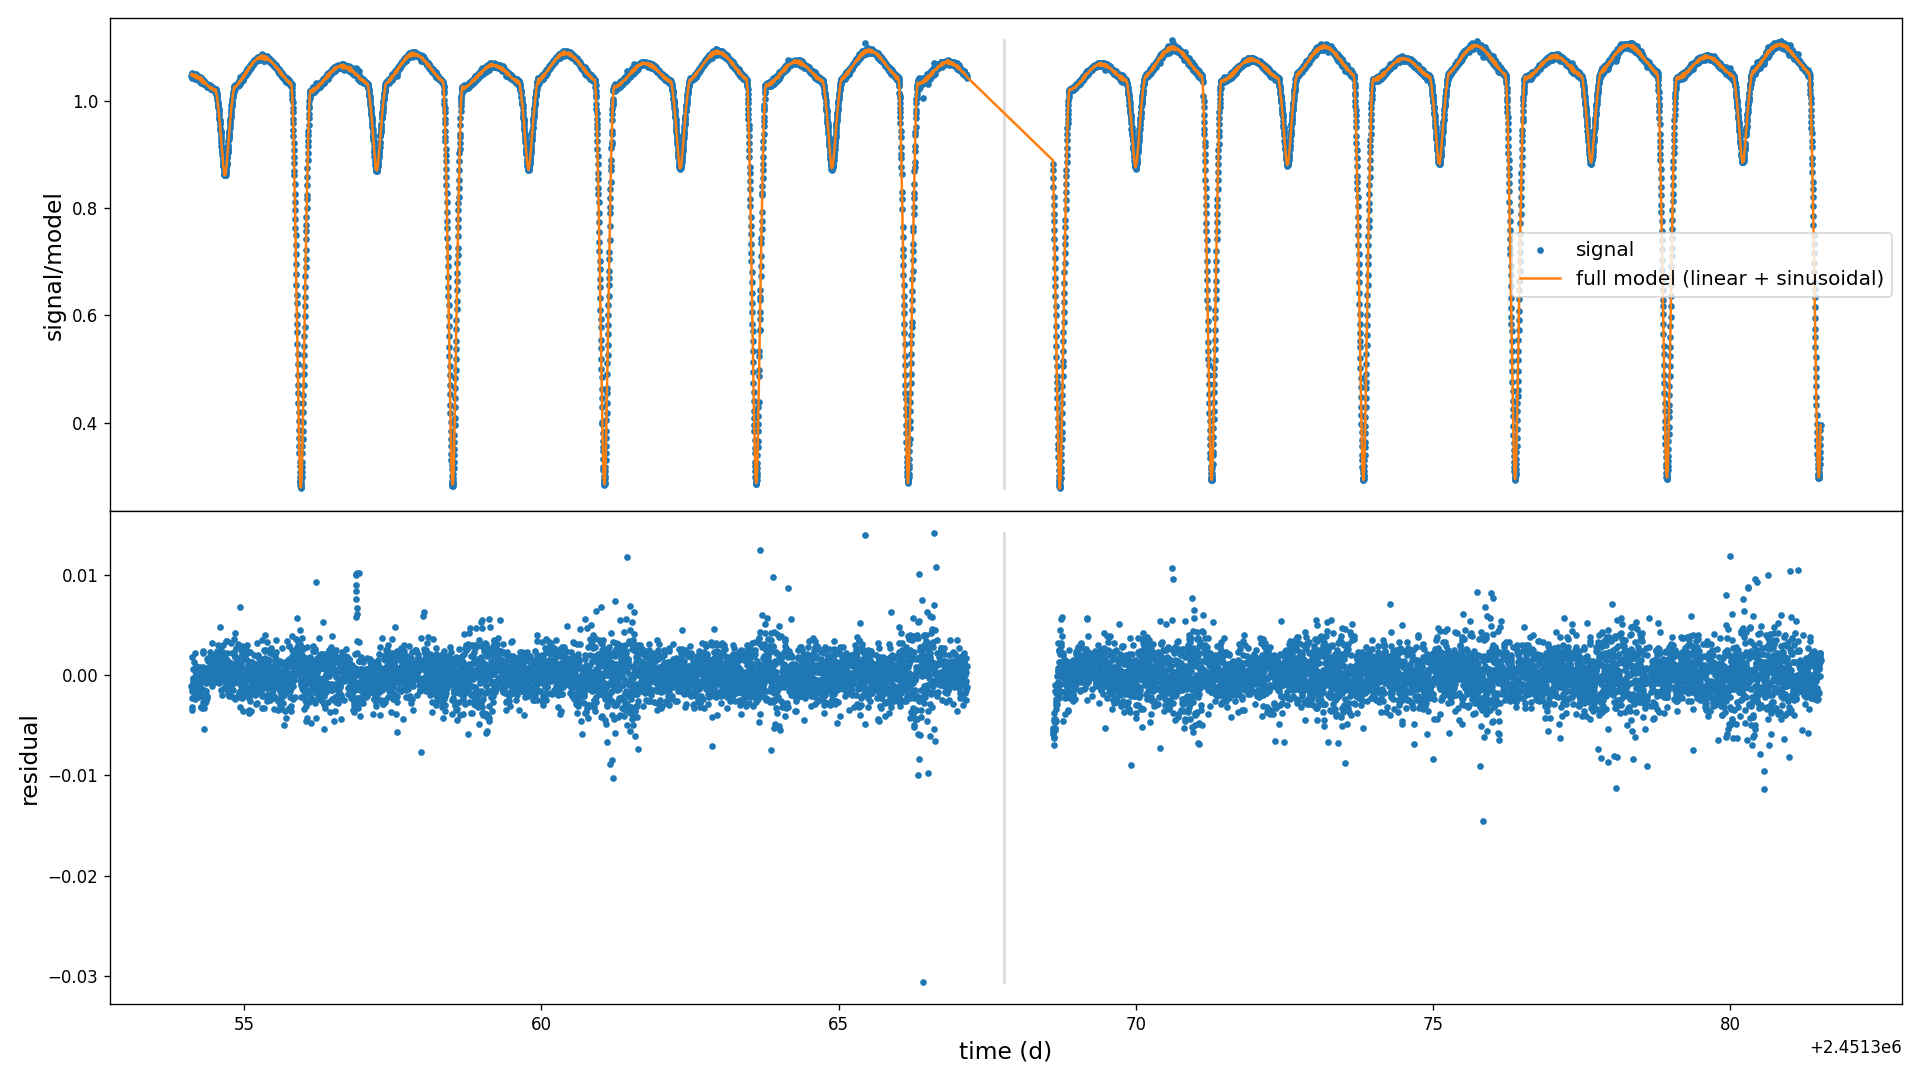 signal/model
1.0
0.8
0.6
0.4
signal
full model (linear + sinusoidal)
residual
0.01
0.00
−0.01
−0.02
−0.03
55 60 65 70 75 80
time (d)
+2.4513e6